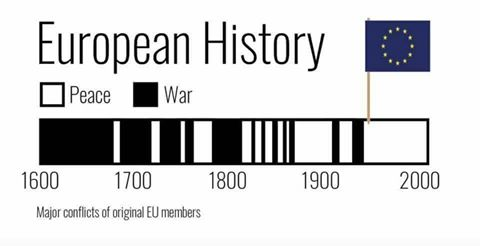 European History
Peace War
1600 1700 1800 1900 2000
Major conflicts of original EU members